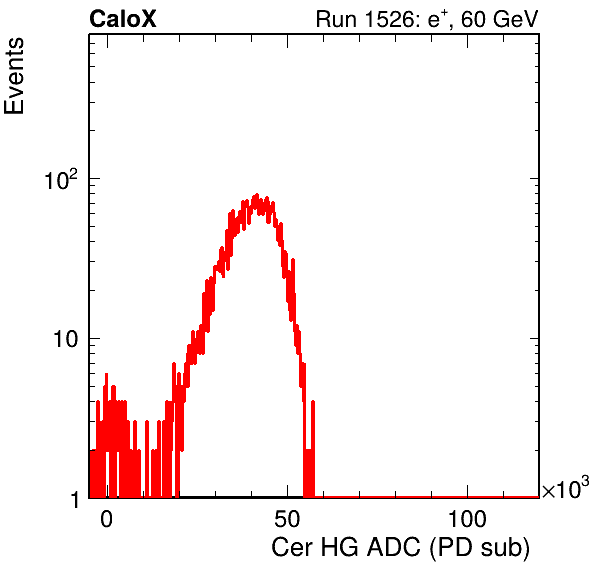 CaloX Run 1526: e⁺, 60 GeV
Events
10²
10
1
0 50 100 ×10³
Cer HG ADC (PD sub)